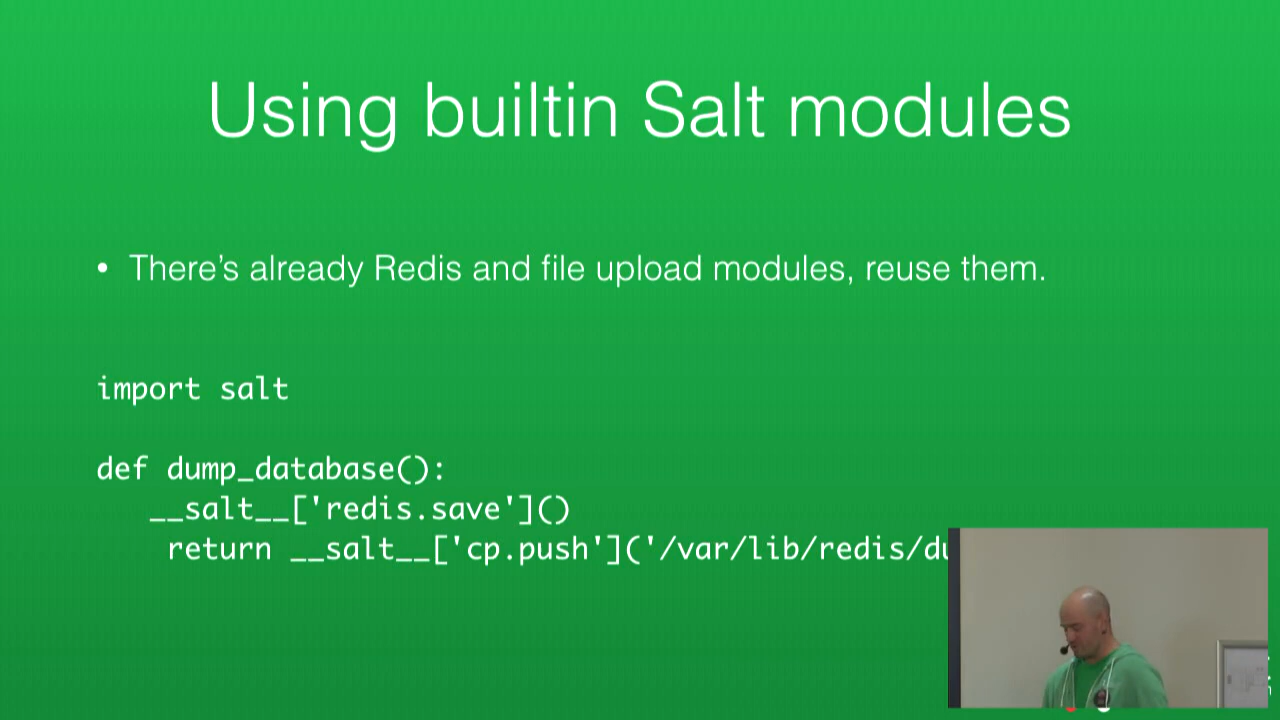 Using builtin Salt modules
• There's already Redis and file upload modules, reuse them.
import salt
def dump_database():
__salt__['redis.save']()
return __salt__['cp.push']('/var/lib/redis/du